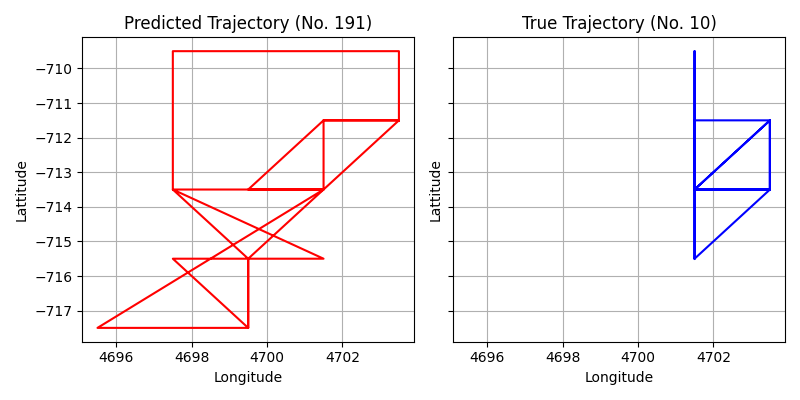 Predicted Trajectory (No. 191)
True Trajectory (No. 10)
−710
−711
−712
−713
−714
−715
−716
−717
Lattitude
Lattitude
4696 4698 4700 4702
4696 4698 4700 4702
Longitude
Longitude